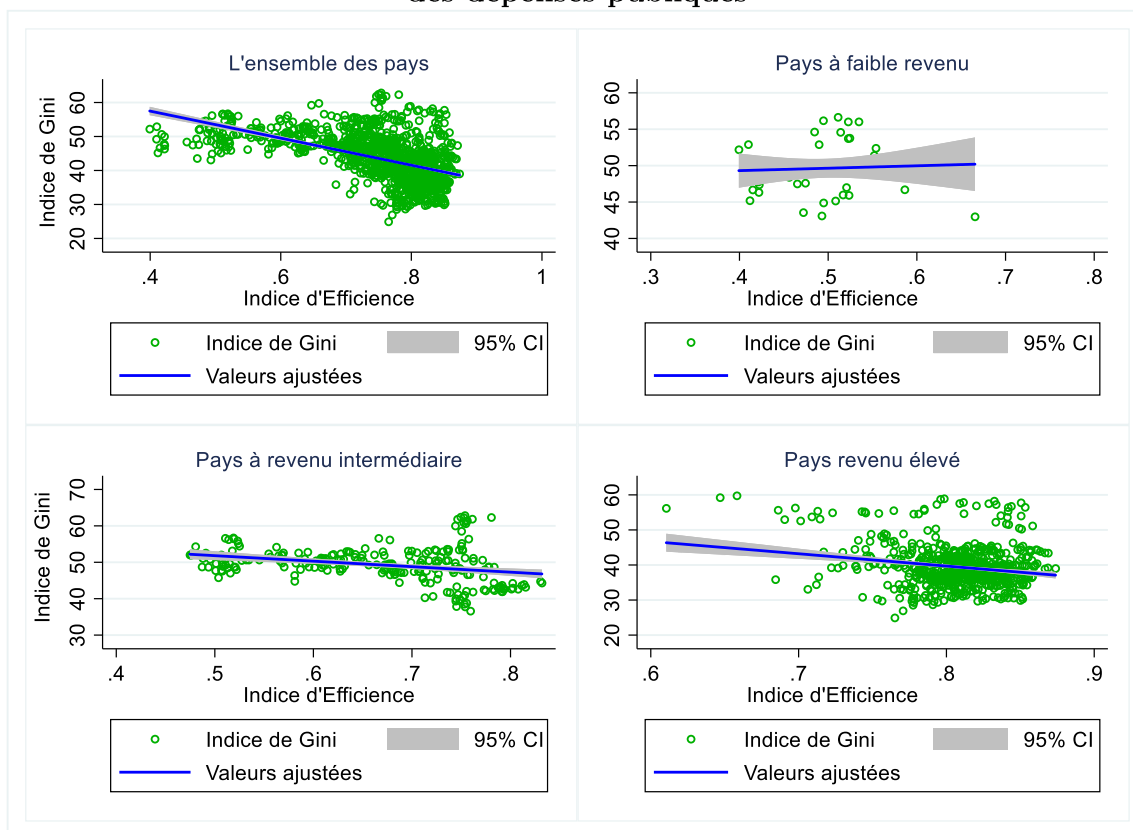 des dépenses publiques
L'ensemble des pays
Indice de Gini
60
50
40
30
20
.4 .6 .8 1
Indice d'Efficience
Indice de Gini 95% CI
Valeurs ajustées
Pays à faible revenu
60
55
50
45
40
.3 .4 .5 .6 .7 .8
Indice d'Efficience
Indice de Gini 95% CI
Valeurs ajustées
Pays à revenu intermédiaire
Indice de Gini
70
60
50
40
30
.4 .5 .6 .7 .8
Indice d'Efficience
Indice de Gini 95% CI
Valeurs ajustées
Pays revenu élevé
60
50
40
30
20
.6 .7 .8 .9
Indice d'Efficience
Indice de Gini 95% CI
Valeurs ajustées